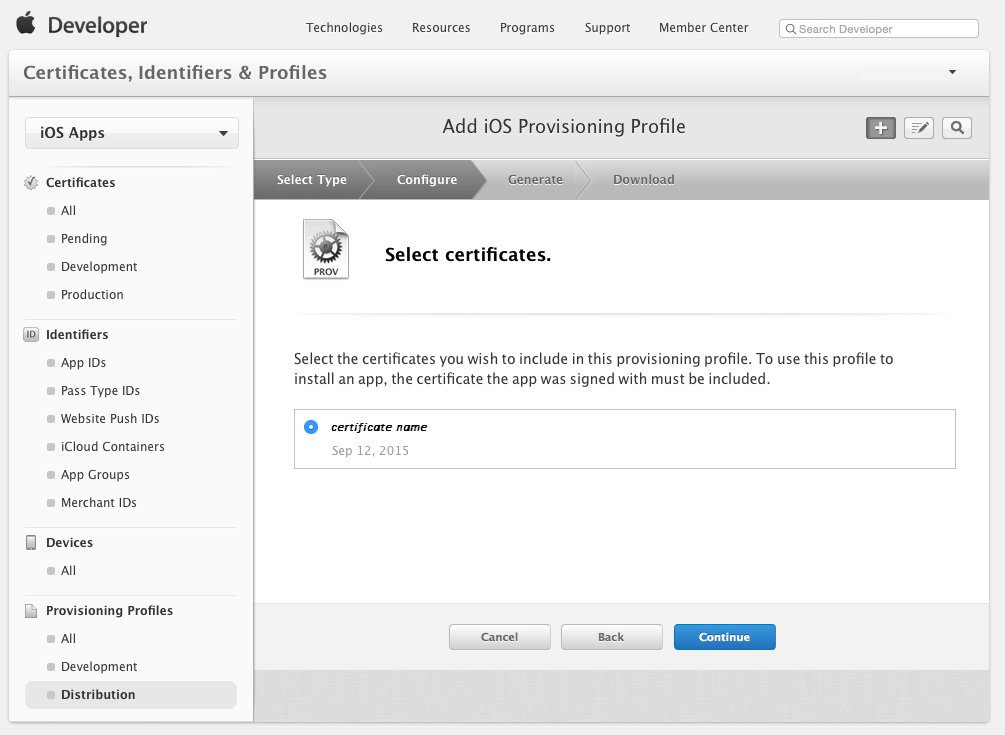 Developer
Technologies Resources Programs Support Member Center
Search Developer
Certificates, Identifiers & Profiles
iOS Apps
Certificates
All
Pending
Development
Production
ID Identifiers
App IDs
Pass Type IDs
Website Push IDs
iCloud Containers
App Groups
Merchant IDs
Devices
All
Provisioning Profiles
All
Development
Distribution
Add iOS Provisioning Profile
Select Type Configure Generate Download
PROV
Select certificates.
Select the certificates you wish to include in this provisioning profile. To use this profile to
install an app, the certificate the app was signed with must be included.
certificate name
Sep 12, 2015
Cancel Back Continue